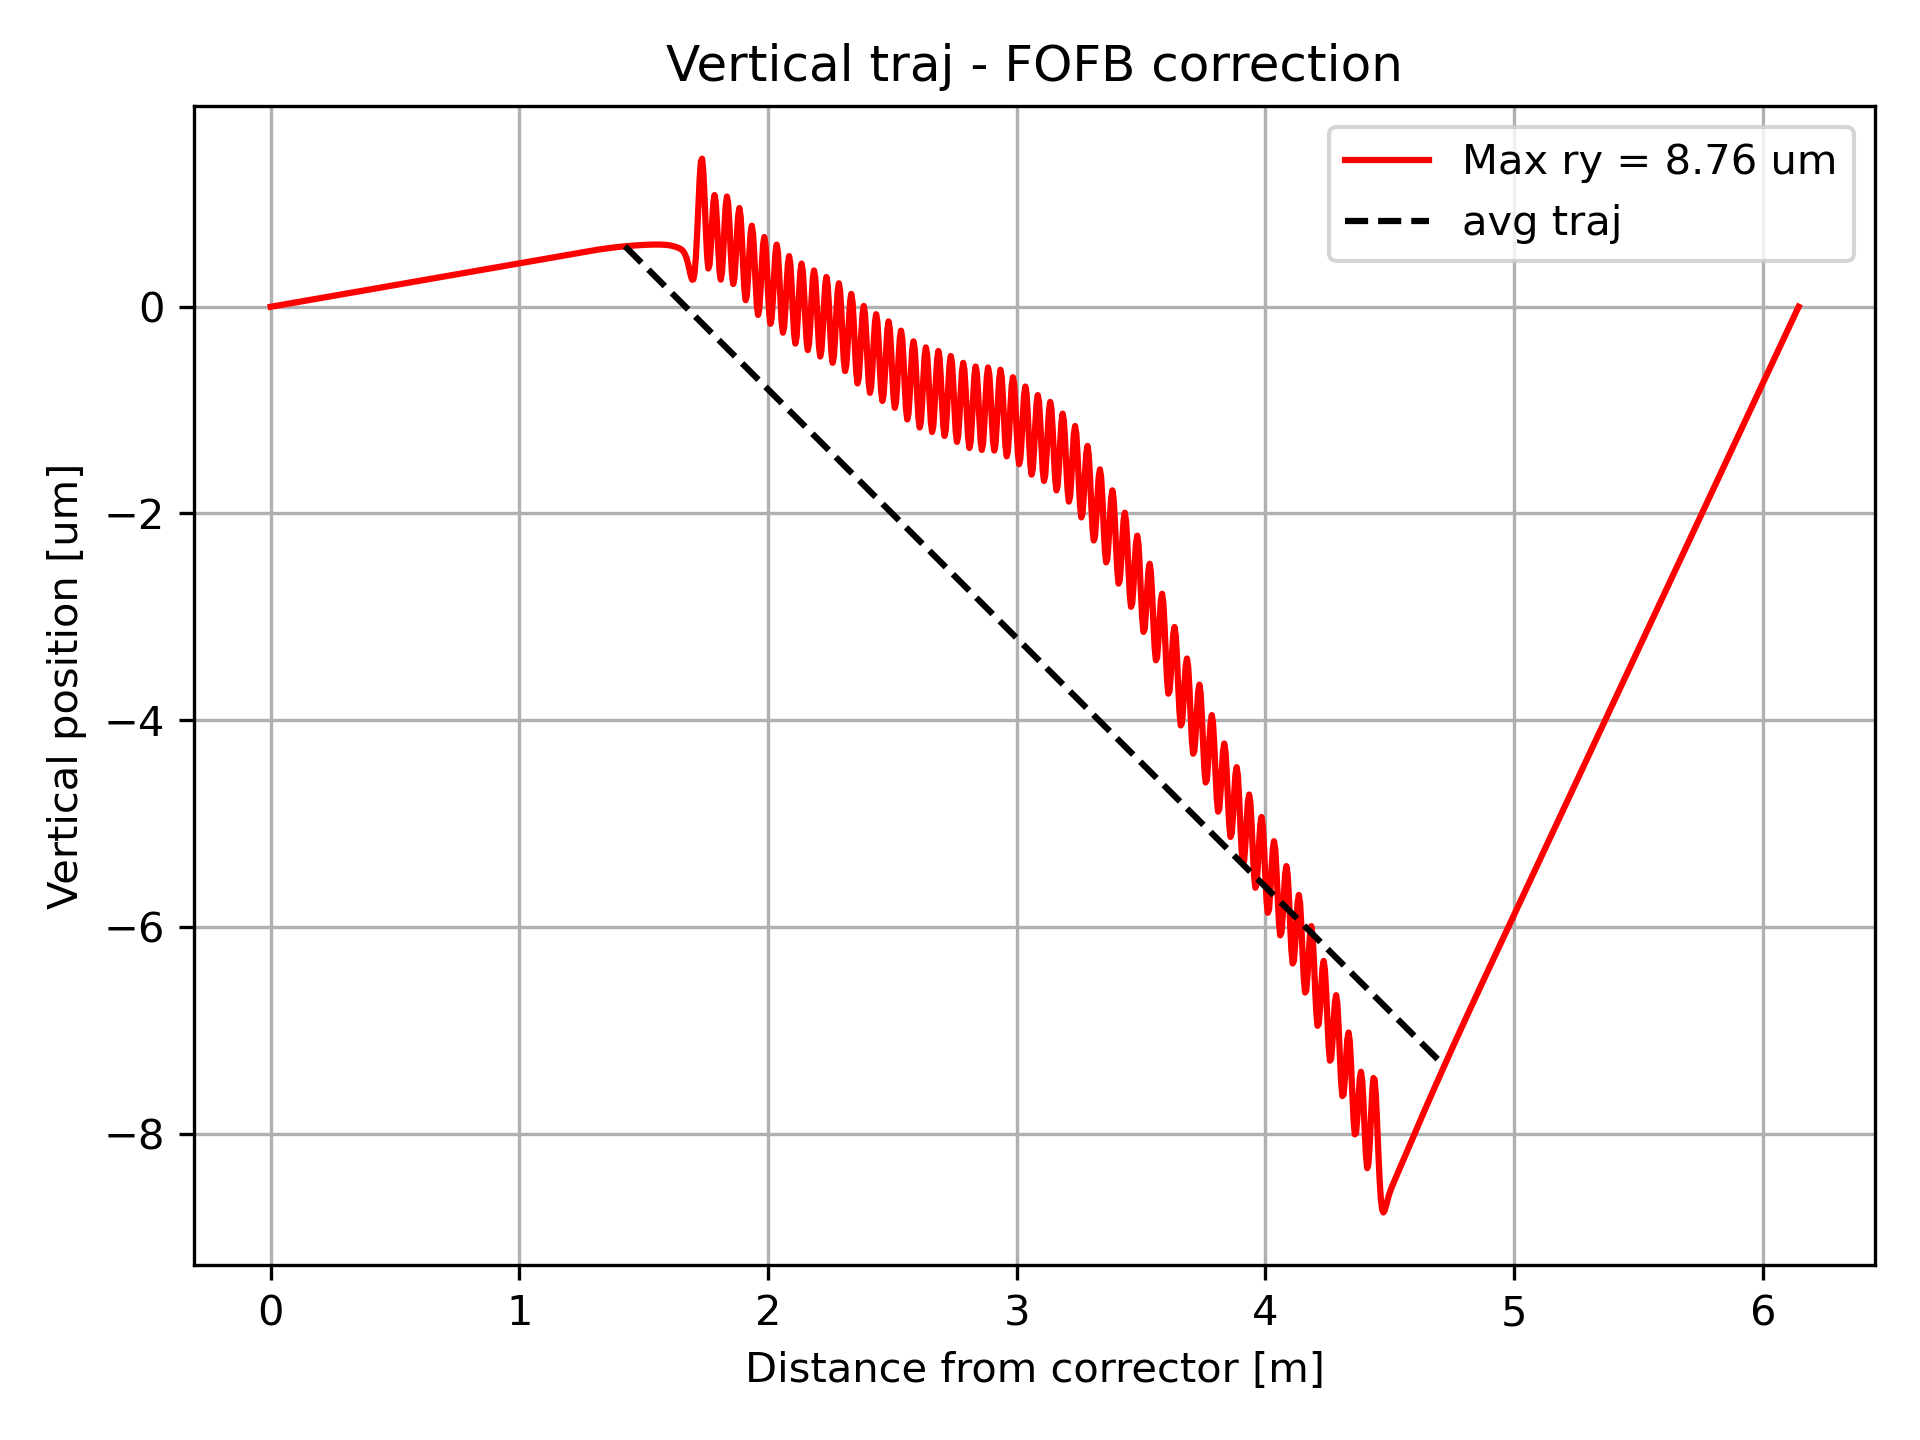 Vertical traj - FOFB correction
Max ry = 8.76 um
avg traj
Vertical position [um]
0
−2
−4
−6
−8
0 1 2 3 4 5 6
Distance from corrector [m]